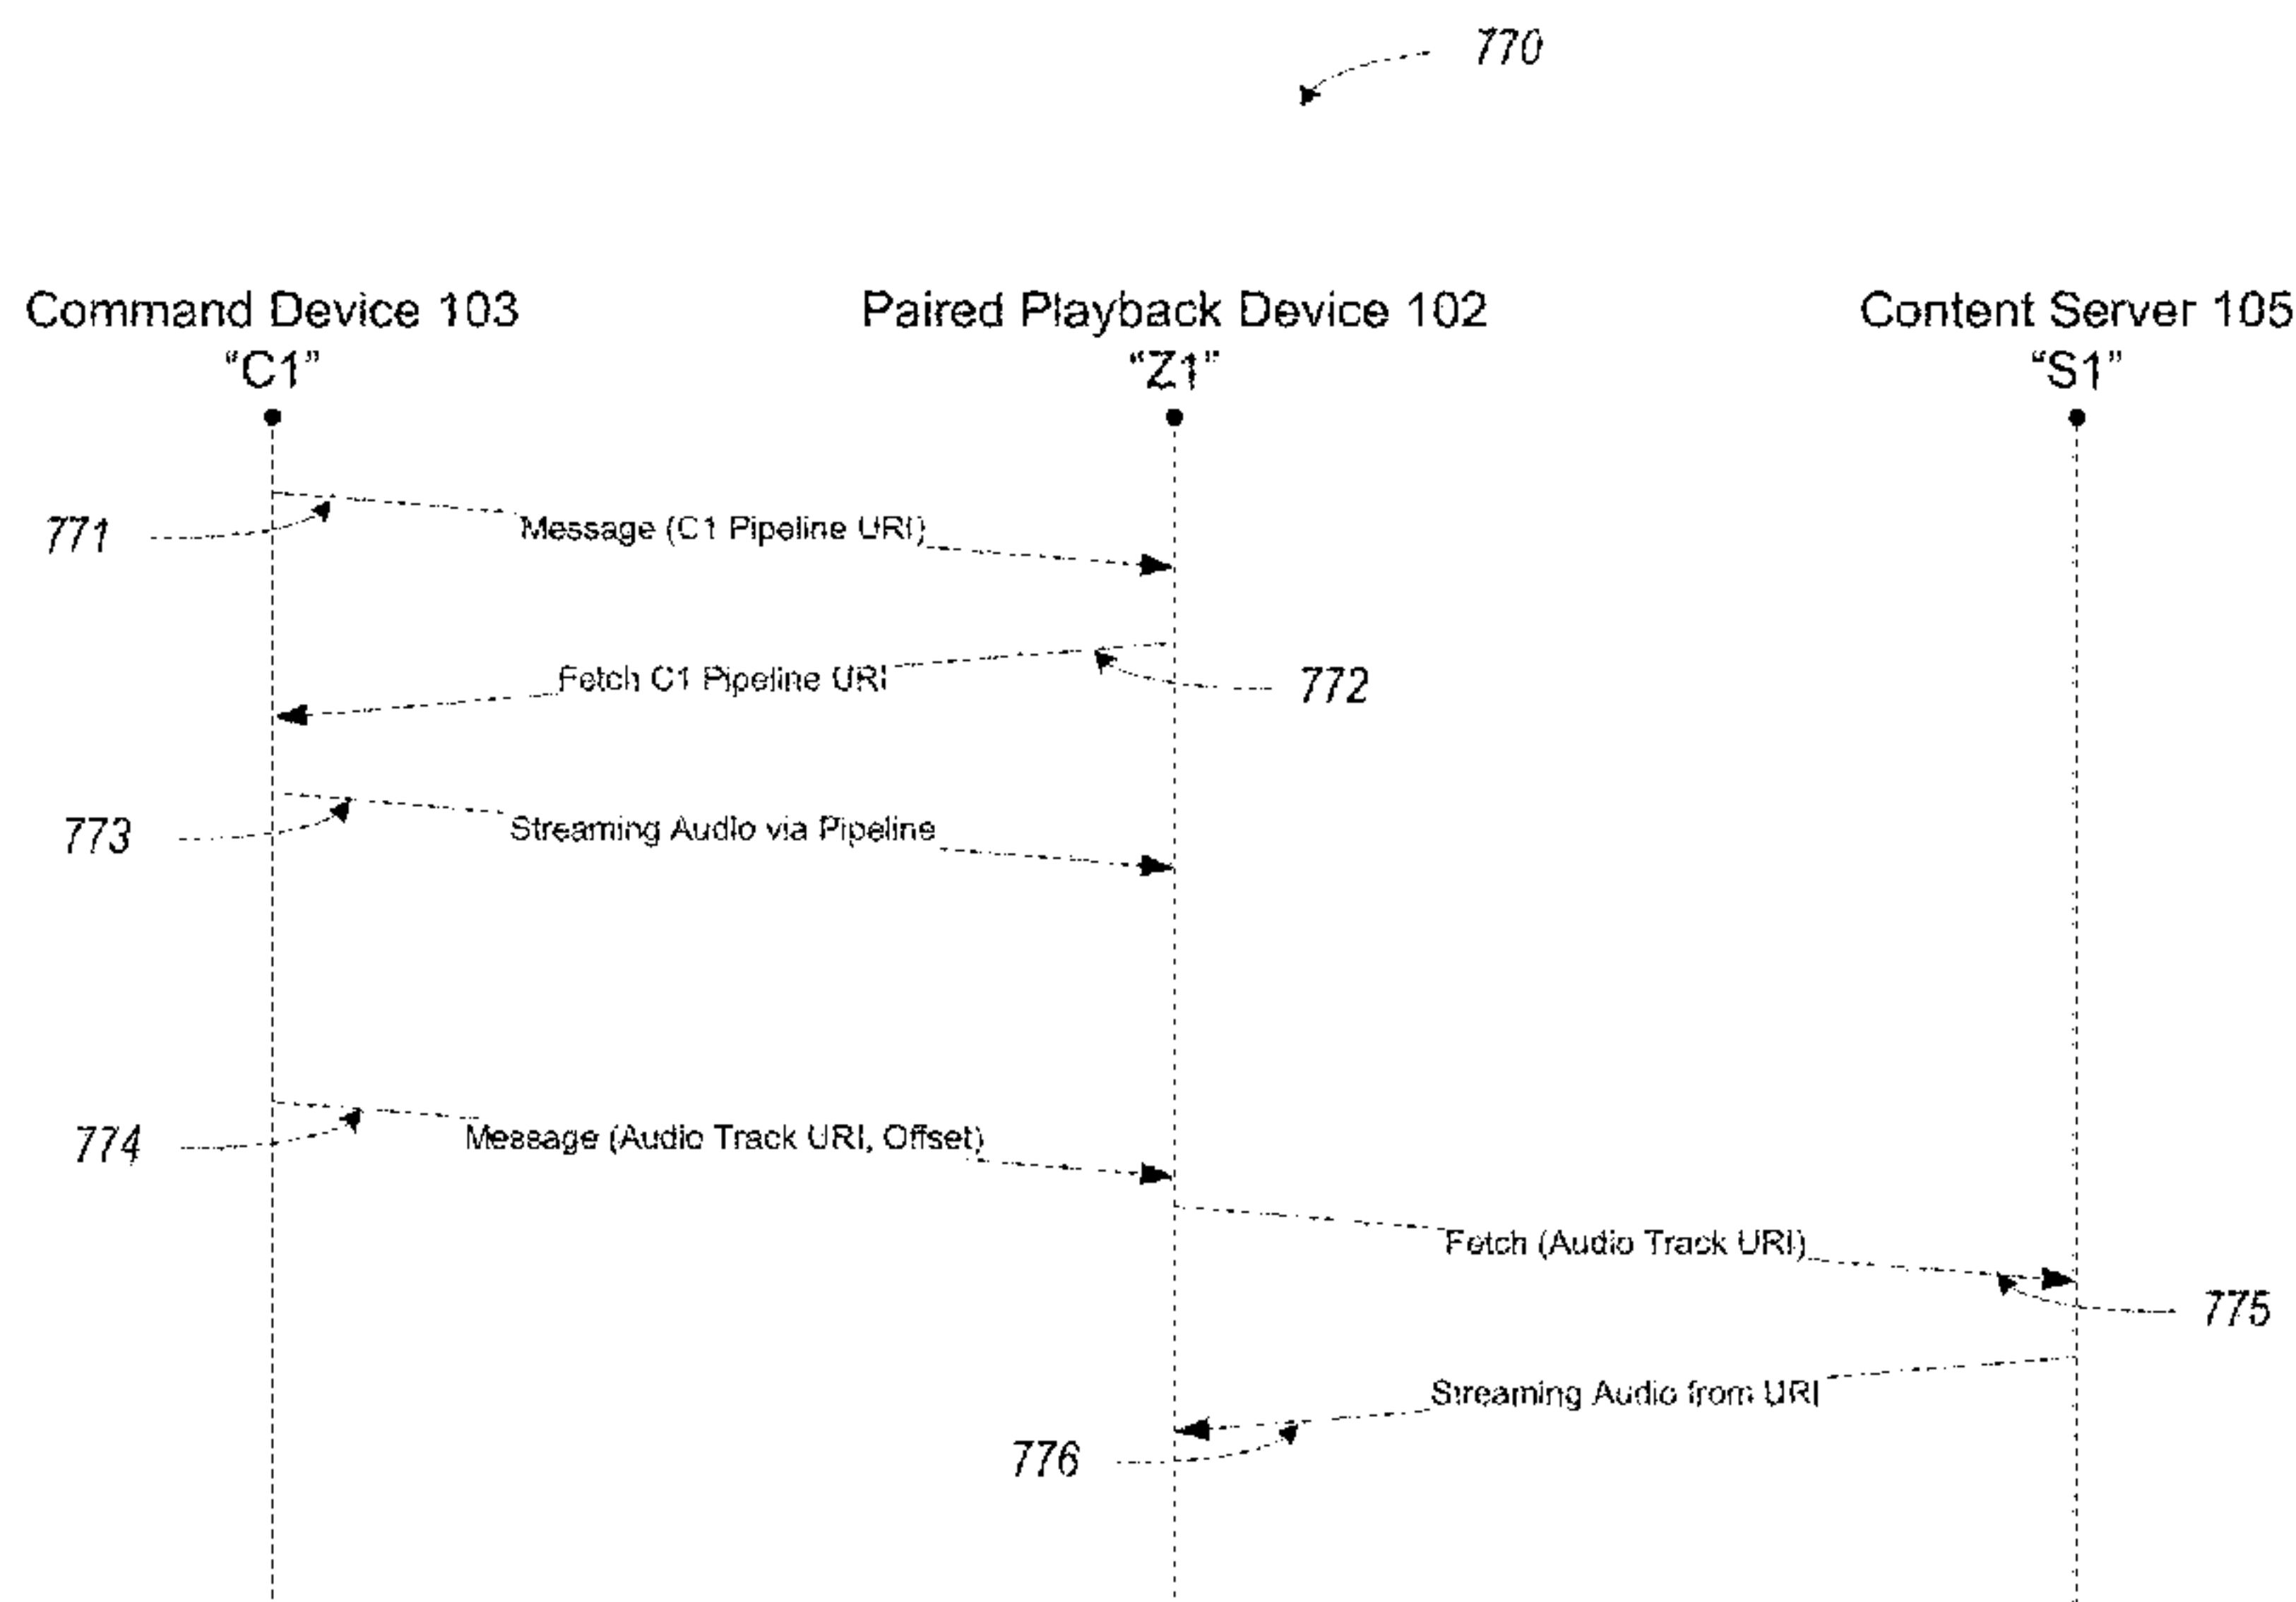 770
Command Device 103
"C1"
Paired Playback Device 102
"Z1"
Content Server 105
"S1"
771
Message (C1 Pipeline URI)
Fetch C1 Pipeline URI
772
773
Streaming Audio via Pipeline
774
Message (Audio Track URI, Offset)
Fetch (Audio Track URI)
775
Streaming Audio from URI
776